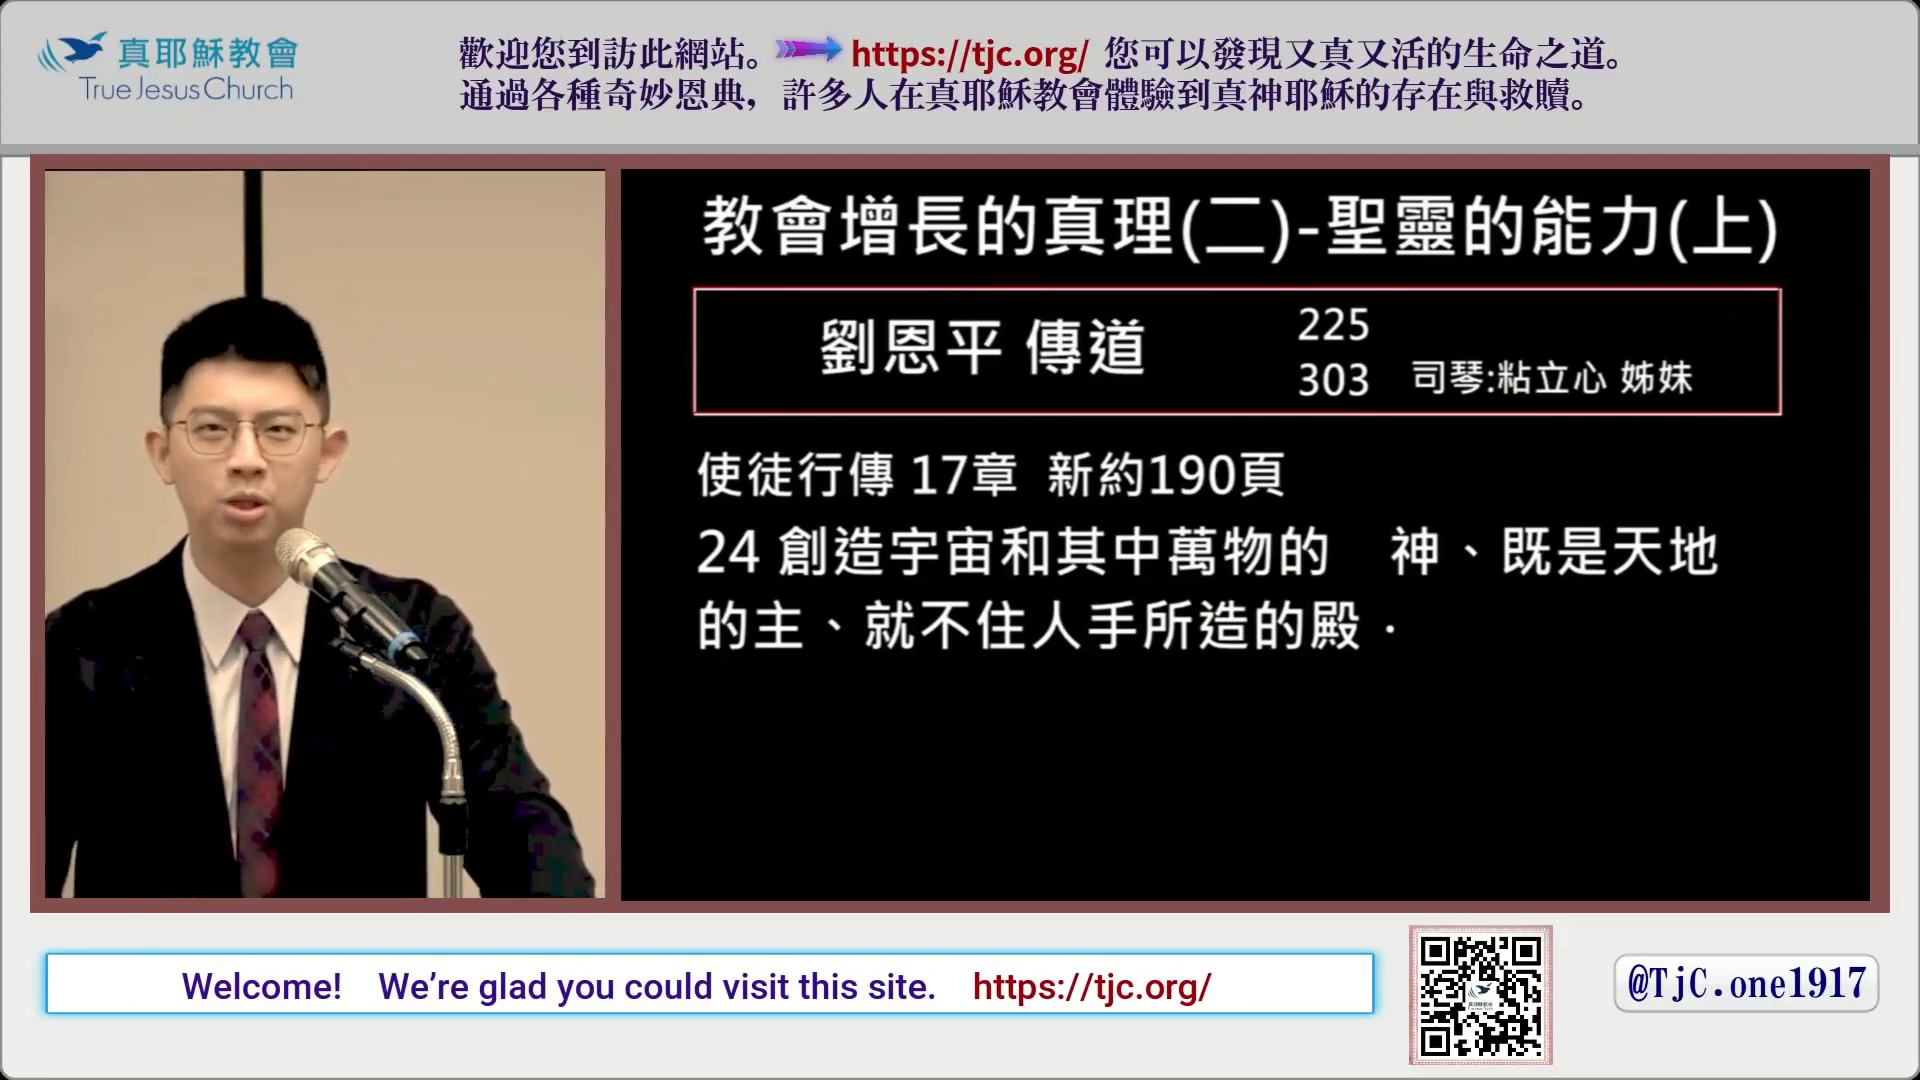 真耶穌教會
True Jesus Church
歡迎您到訪此網站。 https://tjc.org/ 您可以發現又真又活的生命之道。
通過各種奇妙恩典，許多人在真耶穌教會體驗到真神耶穌的存在與救贖。
教會增長的真理(二)-聖靈的能力(上)
劉恩平 傳道
225
303 司琴:粘立心 姊妹
使徒行傳 17章 新約190頁
24 創造宇宙和其中萬物的　神、既是天地
的主、就不住人手所造的殿．
Welcome! We’re glad you could visit this site. https://tjc.org/
@TjC.one1917